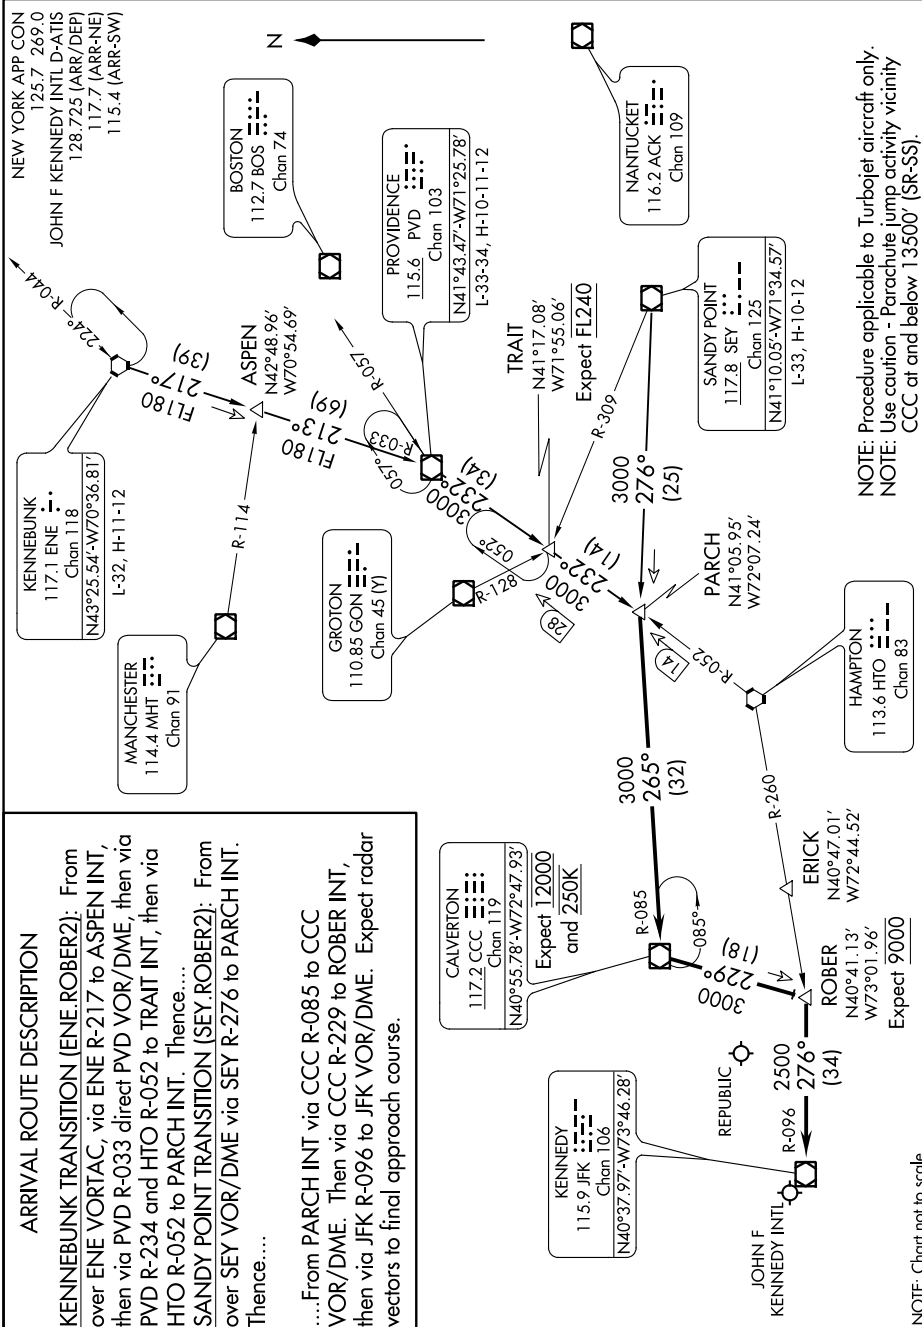 ARRIVAL ROUTE DESCRIPTION
KENNEBUNK TRANSITION (ENE.ROBER2): From
over ENE VORTAC, via ENE R-217 to ASPEN INT,
then via PVD R-033 direct PVD VOR/DME, then via
PVD R-234 and HTO R-052 to TRAIT INT, then via
HTO R-052 to PARCH INT. Thence....
SANDY POINT TRANSITION (SEY.ROBER2): From
over SEY VOR/DME via SEY R-276 to PARCH INT.
Thence....
....From PARCH INT via CCC R-085 to CCC
VOR/DME. Then via CCC R-229 to ROBER INT,
then via JFK R-096 to JFK VOR/DME. Expect radar
vectors to final approach course.
NEW YORK APP CON
125.7 269.0
JOHN F KENNEDY INTL D-ATIS
128.725 (ARR/DEP)
117.7 (ARR-NE)
115.4 (ARR-SW)
N
KENNEBUNK
117.1 ENE
Chan 118
N43°25.54'-W70°36.81'
L-32, H-11-12
224°
R-044
FL180
217°
(39)
MANCHESTER
114.4 MHT
Chan 91
R-114
ASPEN
N42°48.96'
W70°54.69'
FL180
213°
(69)
BOSTON
112.7 BOS
Chan 74
R-057
R-033
057°
PROVIDENCE
115.6 PVD
Chan 103
N41°43.47'-W71°25.78'
L-33-34, H-10-11-12
3000
232°
(34)
GROTON
110.85 GON
Chan 45 (Y)
R-128
052°
TRAIT
N41°17.08'
W71°55.06'
Expect FL240
R-309
3000
232°
(14)
28
NANTUCKET
116.2 ACK
Chan 109
SANDY POINT
117.8 SEY
Chan 125
N41°10.05'-W71°34.57'
L-33, H-10-12
3000
276°
(25)
PARCH
N41°05.95'
W72°07.24'
14
R-052
HAMPTON
113.6 HTO
Chan 83
R-260
3000
265°
(32)
CALVERTON
117.2 CCC
Chan 119
N40°55.78'-W72°47.93'
Expect 12000
and 250K
R-085
085°
3000
229°
(18)
ERICK
N40°47.01'
W72°44.52'
ROBER
N40°41.13'
W73°01.96'
Expect 9000
2500
276°
(34)
R-096
REPUBLIC
KENNEDY
115.9 JFK
Chan 106
N40°37.97'-W73°46.28'
JOHN F
KENNEDY INTL
NOTE: Procedure applicable to Turbojet aircraft only.
NOTE: Use caution - Parachute jump activity vicinity
CCC at and below 13500' (SR-SS).
NOTE: Chart not to scale